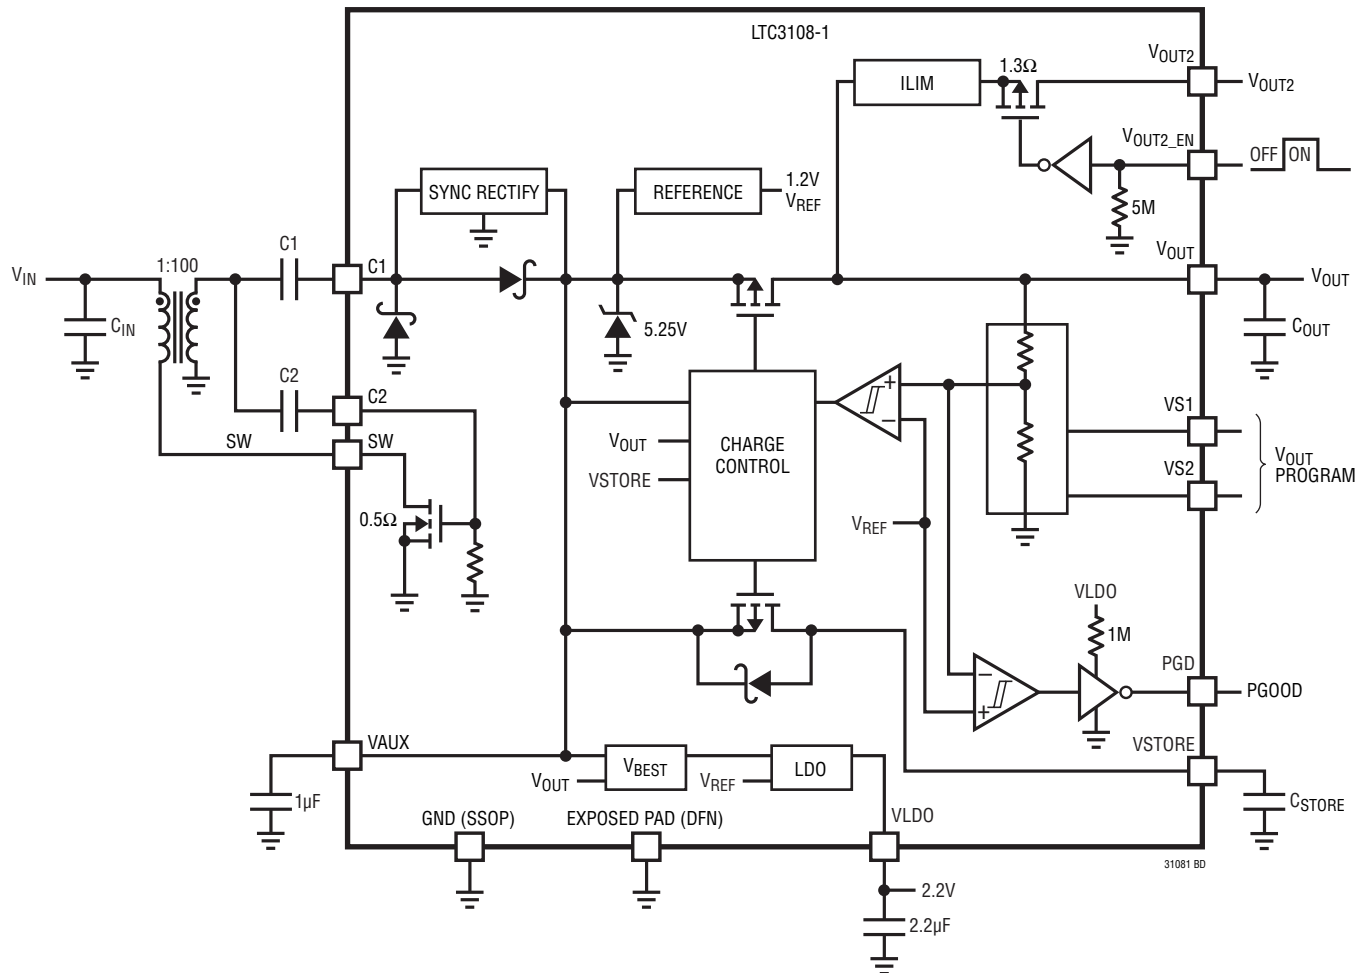 LTC3108-1
VOUT2
1.3Ω
ILIM
VOUT2
VOUT2_EN
OFF ON
SYNC RECTIFY
REFERENCE
1.2V
VREF
5M
VOUT
C1
1:100
C1
VIN
VOUT
CIN
5.25V
COUT
C2
C2
VS1
SW
SW
VOUT
CHARGE
CONTROL
+
−
VOUT
PROGRAM
VS2
VSTORE
0.5Ω
VREF
VLDO
1M
PGD
−
+
PGOOD
VSTORE
VAUX
VBEST
LDO
VOUT
VREF
1µF
CSTORE
GND (SSOP)
EXPOSED PAD (DFN)
VLDO
31081 BD
2.2V
2.2µF